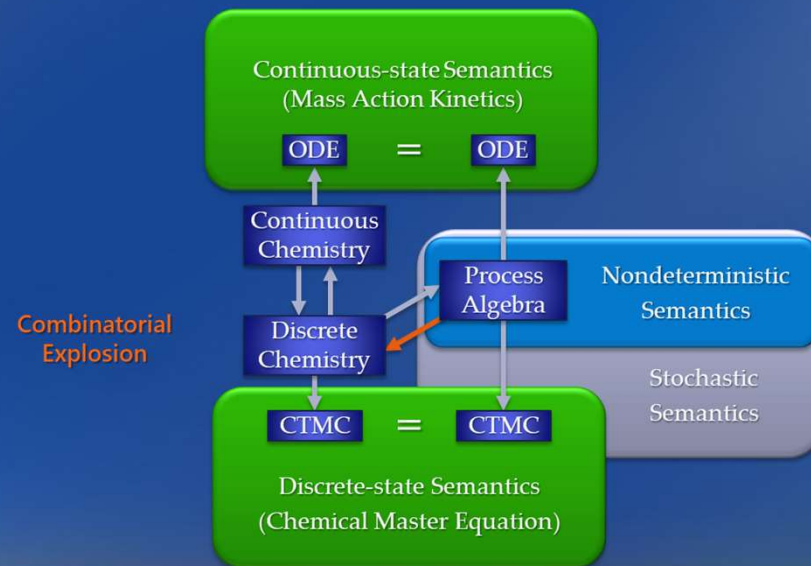 Continuous-state Semantics
(Mass Action Kinetics)
ODE = ODE
Continuous
Chemistry
Process
Algebra
Nondeterministic
Semantics
Combinatorial
Explosion
Discrete
Chemistry
Stochastic
Semantics
CTMC = CTMC
Discrete-state Semantics
(Chemical Master Equation)